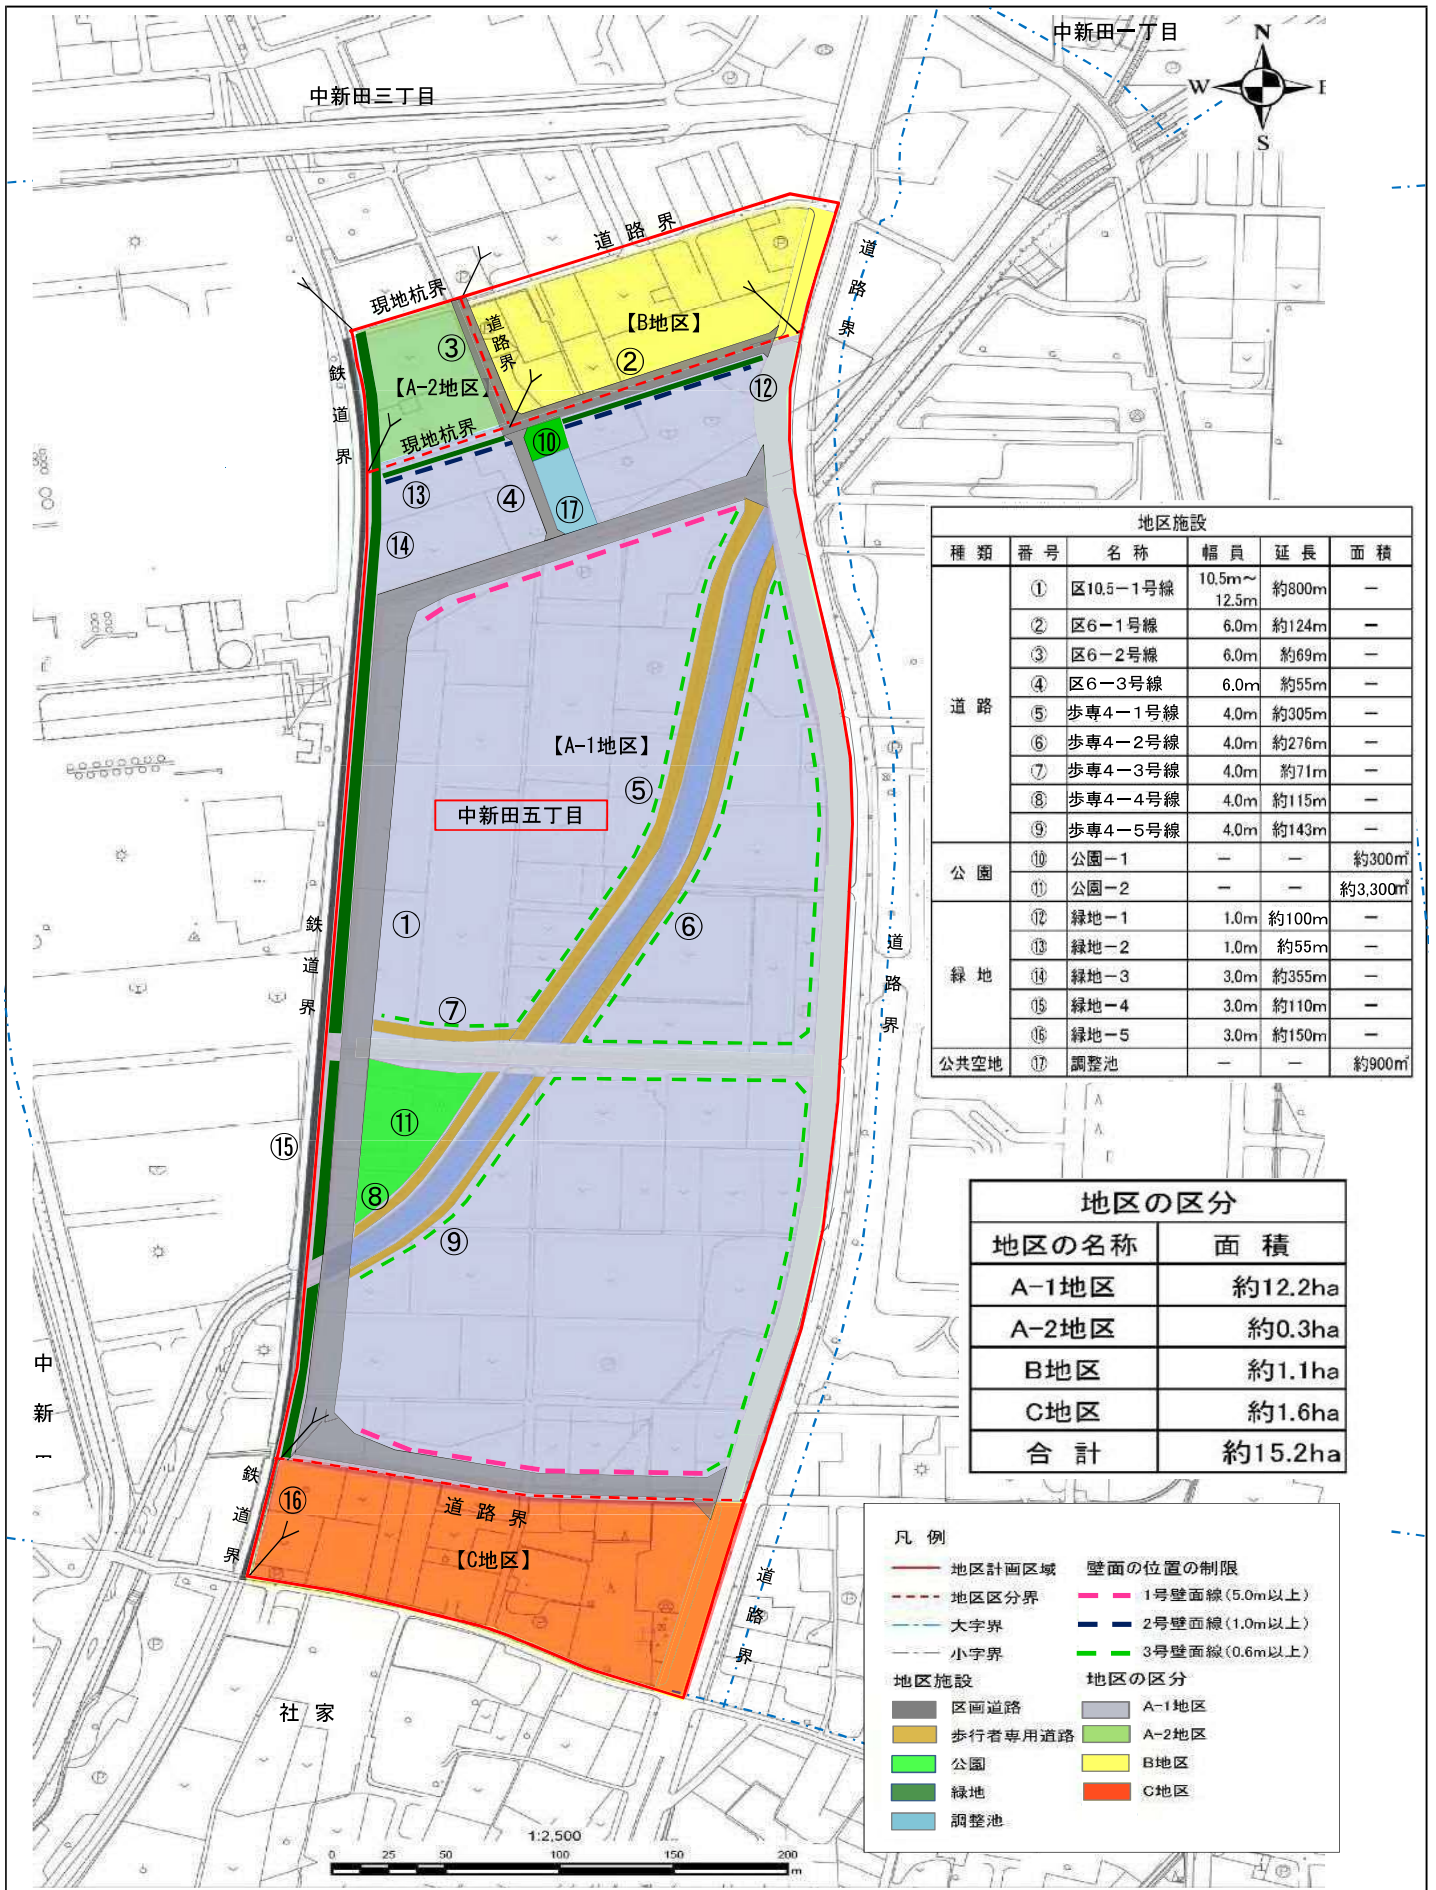 中新田一丁目
N
W
S
中新田三丁目
道路界
現地杭界
道路界
【B地区】
道路界
③
②
【A-2地区】
鉄道界
⑫
現地杭界
⑩
⑬
④
⑰
⑭
地区施設
種類 番号 名称 幅員 延長 面積
道路 ① 区10.5-1号線 10.5m~12.5m 約800m -
② 区6-1号線 6.0m 約124m -
③ 区6-2号線 6.0m 約69m -
④ 区6-3号線 6.0m 約55m -
⑤ 歩専4-1号線 4.0m 約305m -
⑥ 歩専4-2号線 4.0m 約276m -
⑦ 歩専4-3号線 4.0m 約71m -
⑧ 歩専4-4号線 4.0m 約115m -
⑨ 歩専4-5号線 4.0m 約143m -
公園 ⑩ 公園-1 - - 約300㎡
⑪ 公園-2 - - 約3,300㎡
緑地 ⑫ 緑地-1 1.0m 約100m -
⑬ 緑地-2 1.0m 約55m -
⑭ 緑地-3 3.0m 約355m -
⑮ 緑地-4 3.0m 約110m -
⑯ 緑地-5 3.0m 約150m -
公共空地 ⑰ 調整池 - - 約900㎡
【A-1地区】
⑤
中新田五丁目
①
⑥
鉄道界
道路界
⑦
⑪
⑮
⑧
⑨
地区の区分
地区の名称 面積
A-1地区 約12.2ha
A-2地区 約0.3ha
B地区 約1.1ha
C地区 約1.6ha
合計 約15.2ha
中新
鉄道界
⑯
道路界
【C地区】
道路界
社家
凡例
地区計画区域
地区区分界
大字界
小字界
壁面の位置の制限
1号壁面線(5.0m以上)
2号壁面線(1.0m以上)
3号壁面線(0.6m以上)
地区施設
区画道路
歩行者専用道路
公園
緑地
調整池
地区の区分
A-1地区
A-2地区
B地区
C地区
1:2,500
0 25 50 100 150 200
m